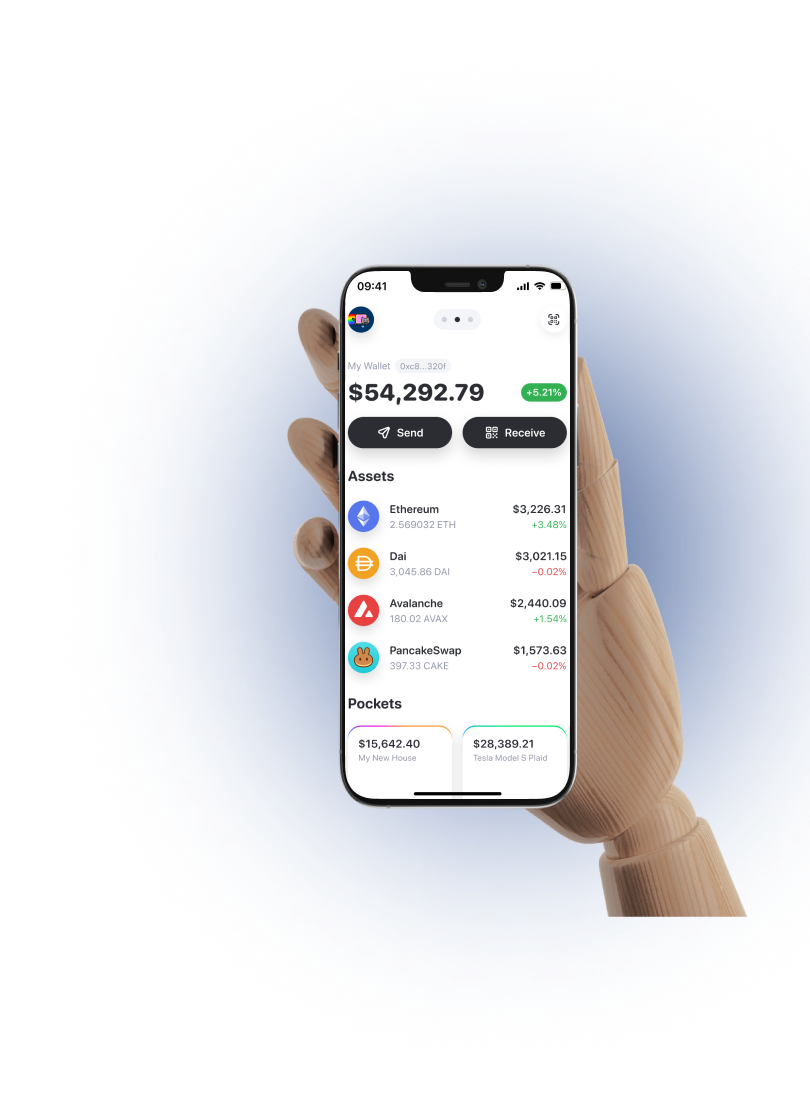 09:41
My Wallet 0xc8...320f
$54,292.79 +5.21%
Send Receive
Assets
Ethereum $3,226.31
2.569032 ETH +3.48%
Dai $3,021.15
3,045.86 DAI −0.02%
Avalanche $2,440.09
180.02 AVAX +1.54%
PancakeSwap $1,573.63
397.33 CAKE −0.02%
Pockets
$15,642.40 $28,389.21
My New House Tesla Model S Plaid